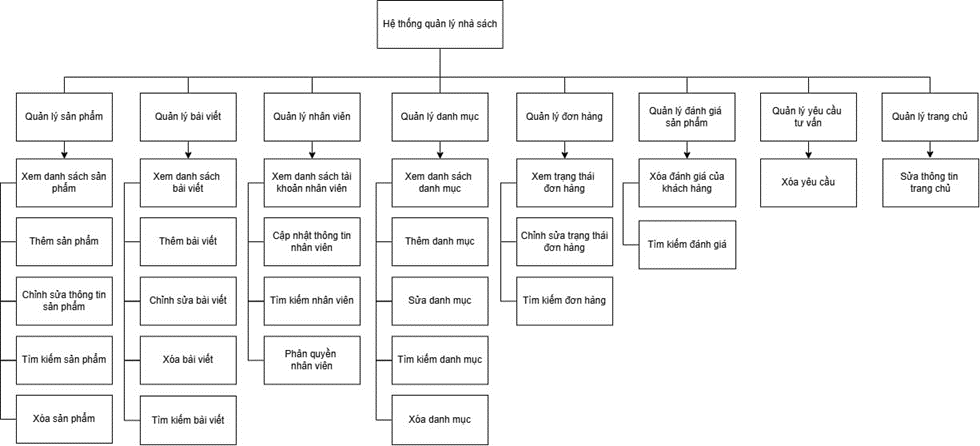 Hệ thống quản lý nhà sách
Quản lý sản phẩm
Quản lý bài viết
Quản lý nhân viên
Quản lý danh mục
Quản lý đơn hàng
Quản lý đánh giá
sản phẩm
Quản lý yêu cầu
tư vấn
Quản lý trang chủ
Xem danh sách sản
phẩm
Xem danh sách
bài viết
Xem danh sách tài
khoản nhân viên
Xem danh sách
danh mục
Xem trạng thái
đơn hàng
Xóa đánh giá của
khách hàng
Xóa yêu cầu
Sửa thông tin
trang chủ
Thêm sản phẩm
Thêm bài viết
Cập nhật thông tin
nhân viên
Thêm danh mục
Chỉnh sửa trạng thái
đơn hàng
Tìm kiếm đánh giá
Chỉnh sửa thông tin
sản phẩm
Chỉnh sửa bài viết
Tìm kiếm nhân viên
Sửa danh mục
Tìm kiếm đơn hàng
Tìm kiếm sản phẩm
Xóa bài viết
Phân quyền
nhân viên
Tìm kiếm danh mục
Xóa sản phẩm
Tìm kiếm bài viết
Xóa danh mục